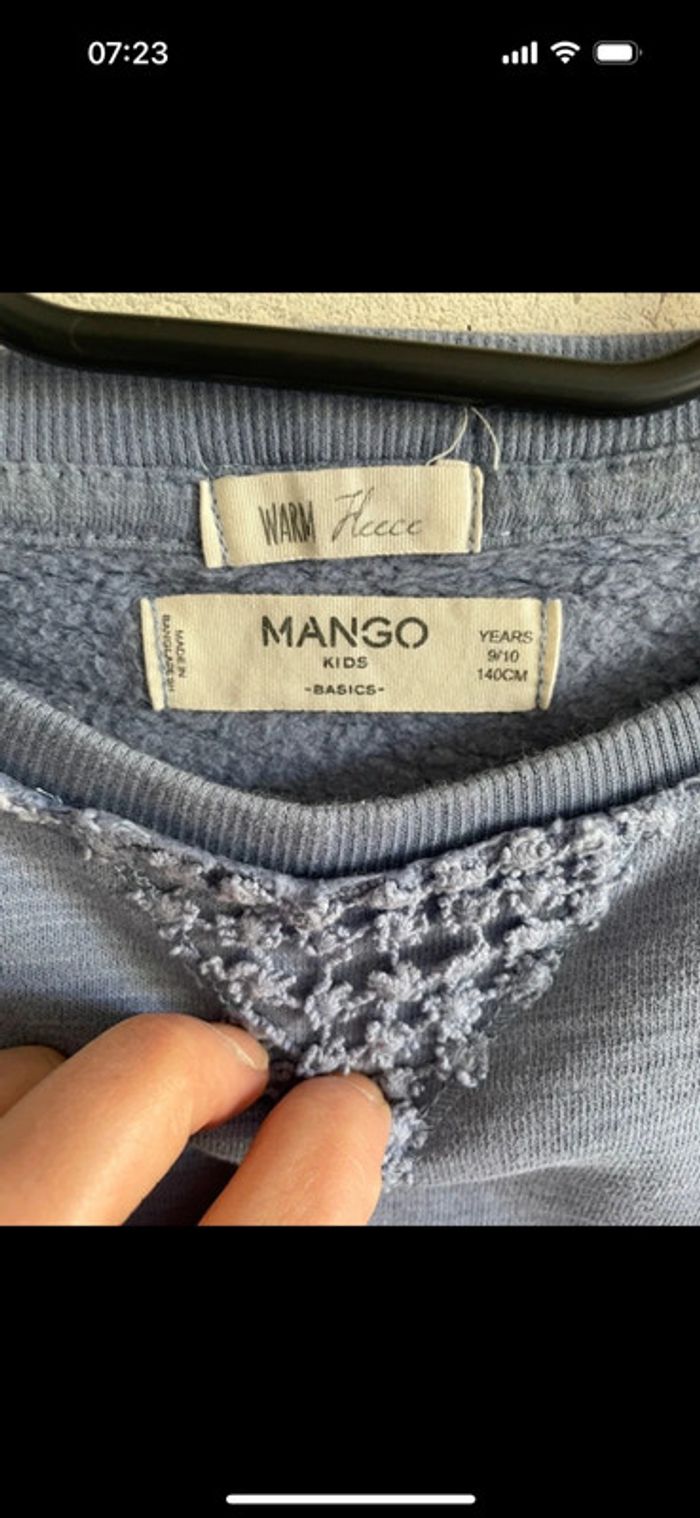 07:23
WARM Fleece
MANGO
KIDS
-BASICS-
YEARS
9/10
140CM
MADE IN
BANGLADESH